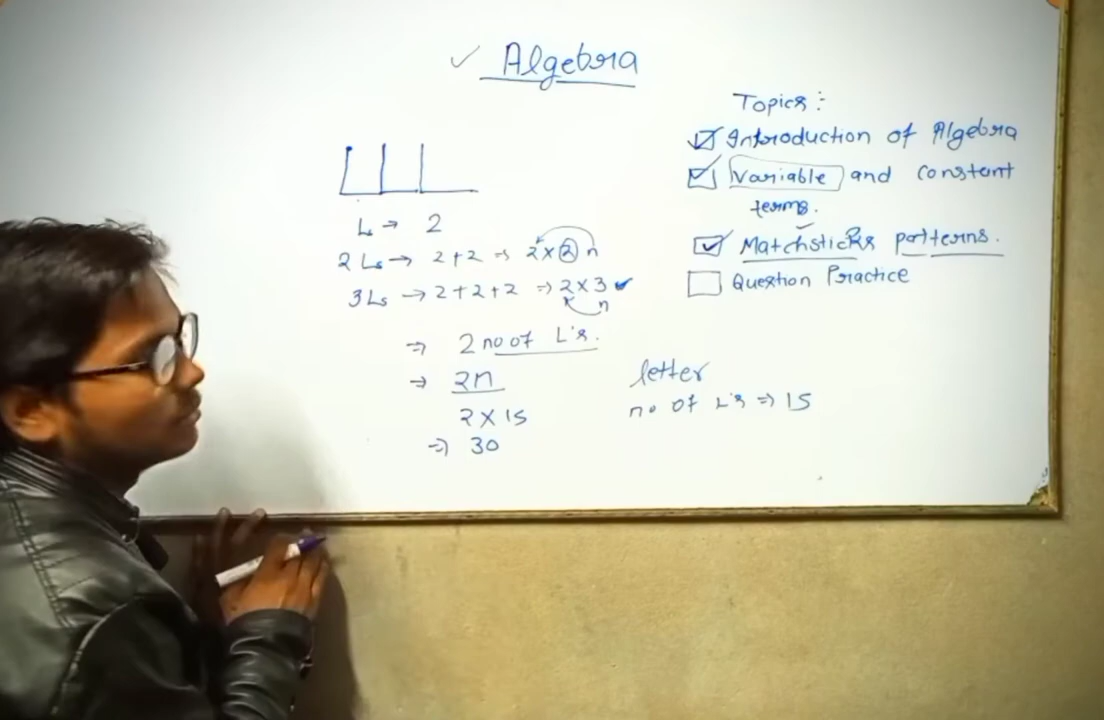 ✓ Algebra
Topics :-
☑ Introduction of Algebra
☑ Variable and constant
terms.
☑ Matchsticks patterns.
☐ Question Practice
L → 2
2 Ls → 2+2 → 2×2 n
3 Ls → 2+2+2 ⇒ 2×3 ✓
n
⇒ 2 no of L's.
→ 2n
2 × 15
⇒ 30
letter
no of L's ⇒ 15